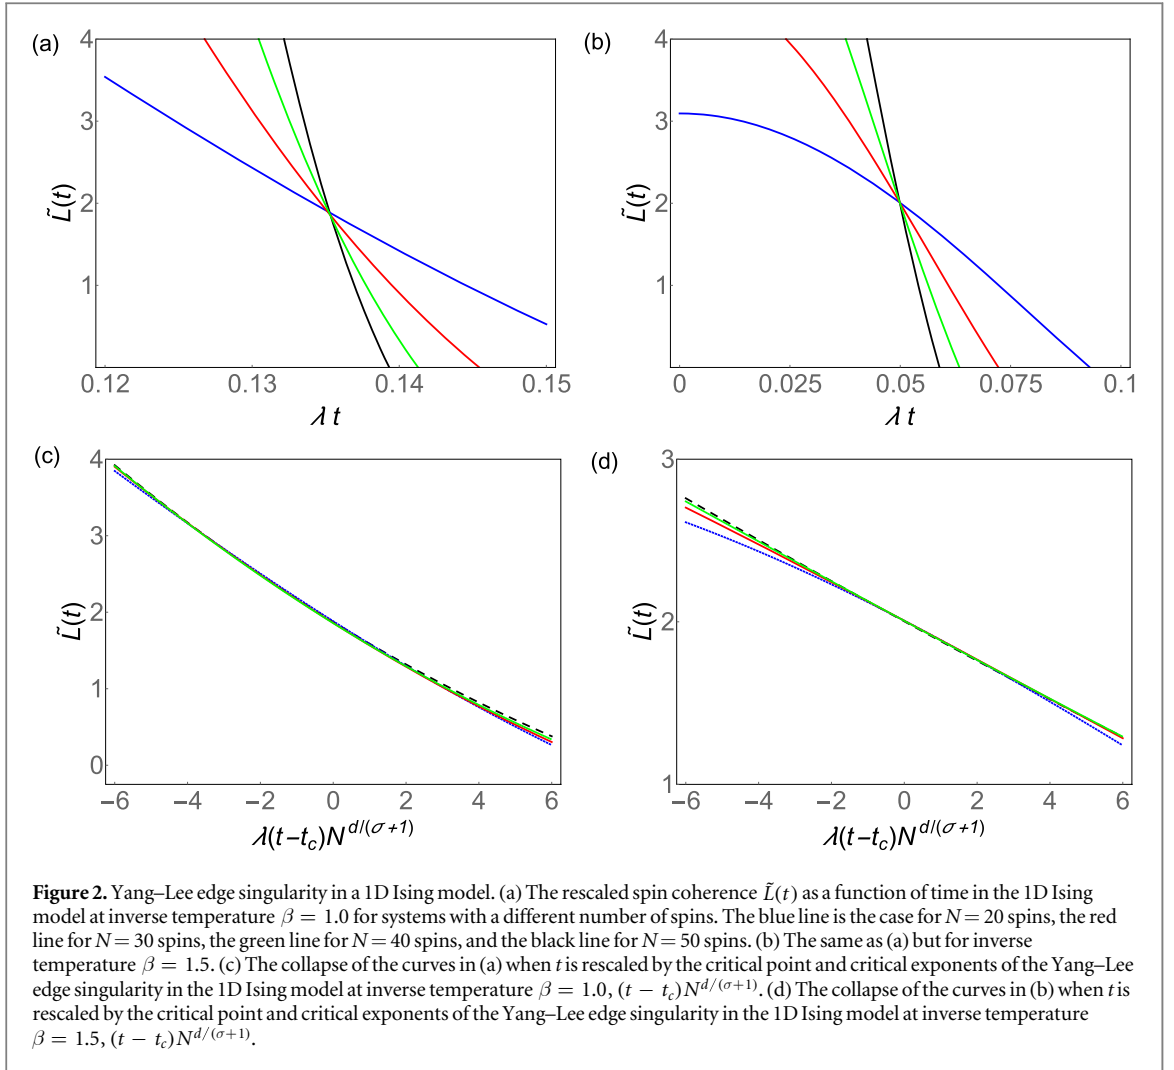 (a)
4
3
2
1
L̃(t)
0.12 0.13 0.14 0.15
λ t
(b)
4
3
2
1
L̃(t)
0 0.025 0.05 0.075 0.1
λ t
(c)
4
3
2
1
0
L̃(t)
−6 −4 −2 0 2 4 6
λ(t−t_c)N^{d/(σ+1)}
(d)
3
2
1
L̃(t)
−6 −4 −2 0 2 4 6
λ(t−t_c)N^{d/(σ+1)}
Figure 2. Yang–Lee edge singularity in a 1D Ising model. (a) The rescaled spin coherence L̃(t) as a function of time in the 1D Ising
model at inverse temperature β = 1.0 for systems with a different number of spins. The blue line is the case for N = 20 spins, the red
line for N = 30 spins, the green line for N = 40 spins, and the black line for N = 50 spins. (b) The same as (a) but for inverse
temperature β = 1.5. (c) The collapse of the curves in (a) when t is rescaled by the critical point and critical exponents of the Yang–Lee
edge singularity in the 1D Ising model at inverse temperature β = 1.0, (t − t_c)N^{d/(σ+1)}. (d) The collapse of the curves in (b) when t is
rescaled by the critical point and critical exponents of the Yang–Lee edge singularity in the 1D Ising model at inverse temperature
β = 1.5, (t − t_c)N^{d/(σ+1)}.